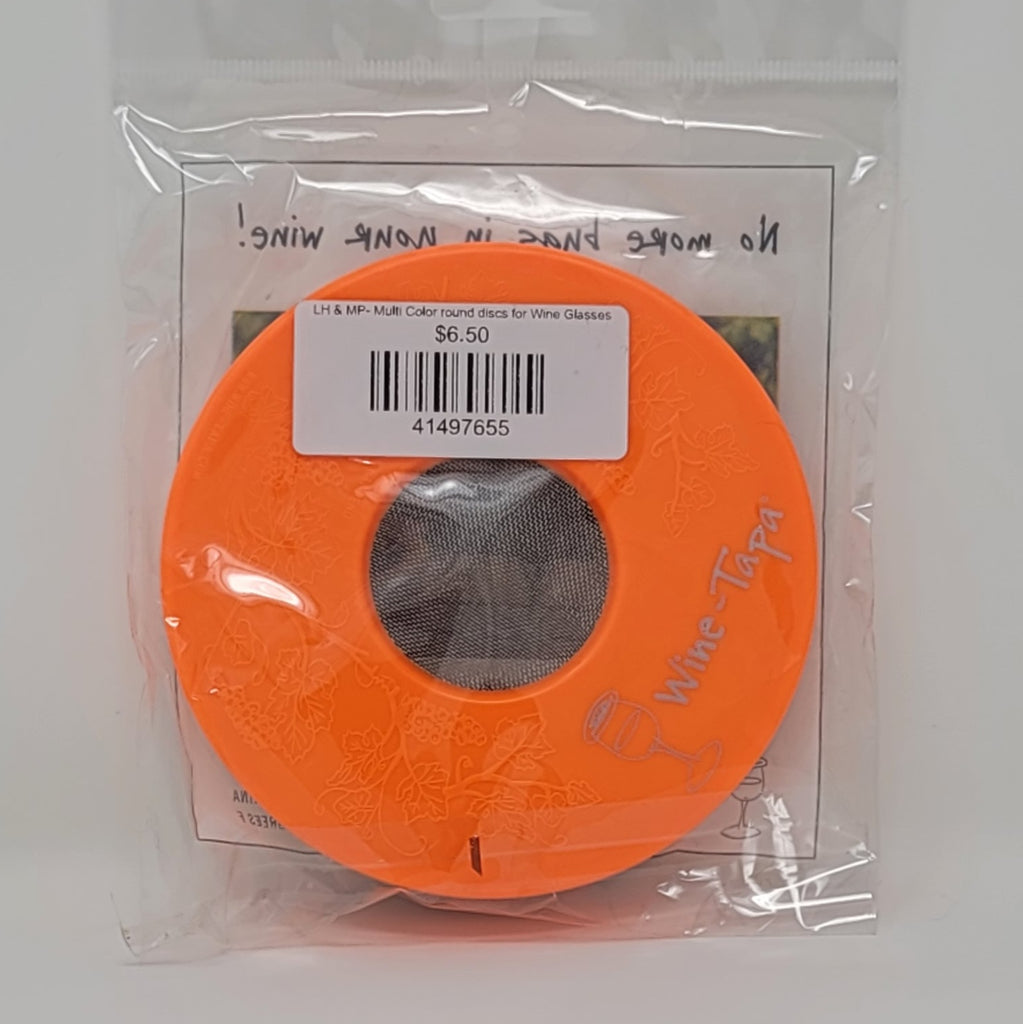 No more bugs in your wine!
LH & MP- Multi Color round discs for Wine Glasses
$6.50
41497655
Wine-Tapa